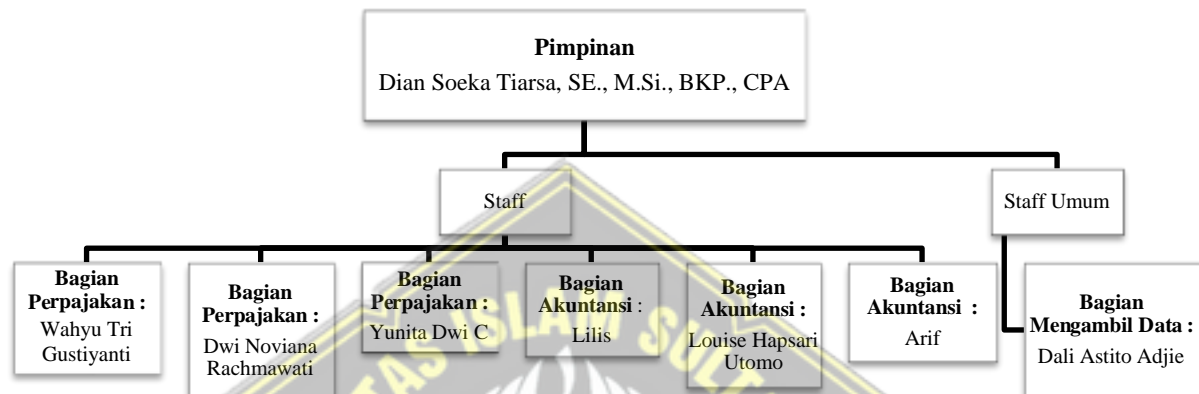 Pimpinan
Dian Soeka Tiarsa, SE., M.Si., BKP., CPA
Staff
Staff Umum
Bagian
Perpajakan :
Wahyu Tri
Gustiyanti
Bagian
Perpajakan :
Dwi Noviana
Rachmawati
Bagian
Perpajakan :
Yunita Dwi C
Bagian
Akuntansi :
Lilis
Bagian
Akuntansi :
Louise Hapsari
Utomo
Bagian
Akuntansi :
Arif
Bagian
Mengambil Data :
Dali Astito Adjie
ISLAM